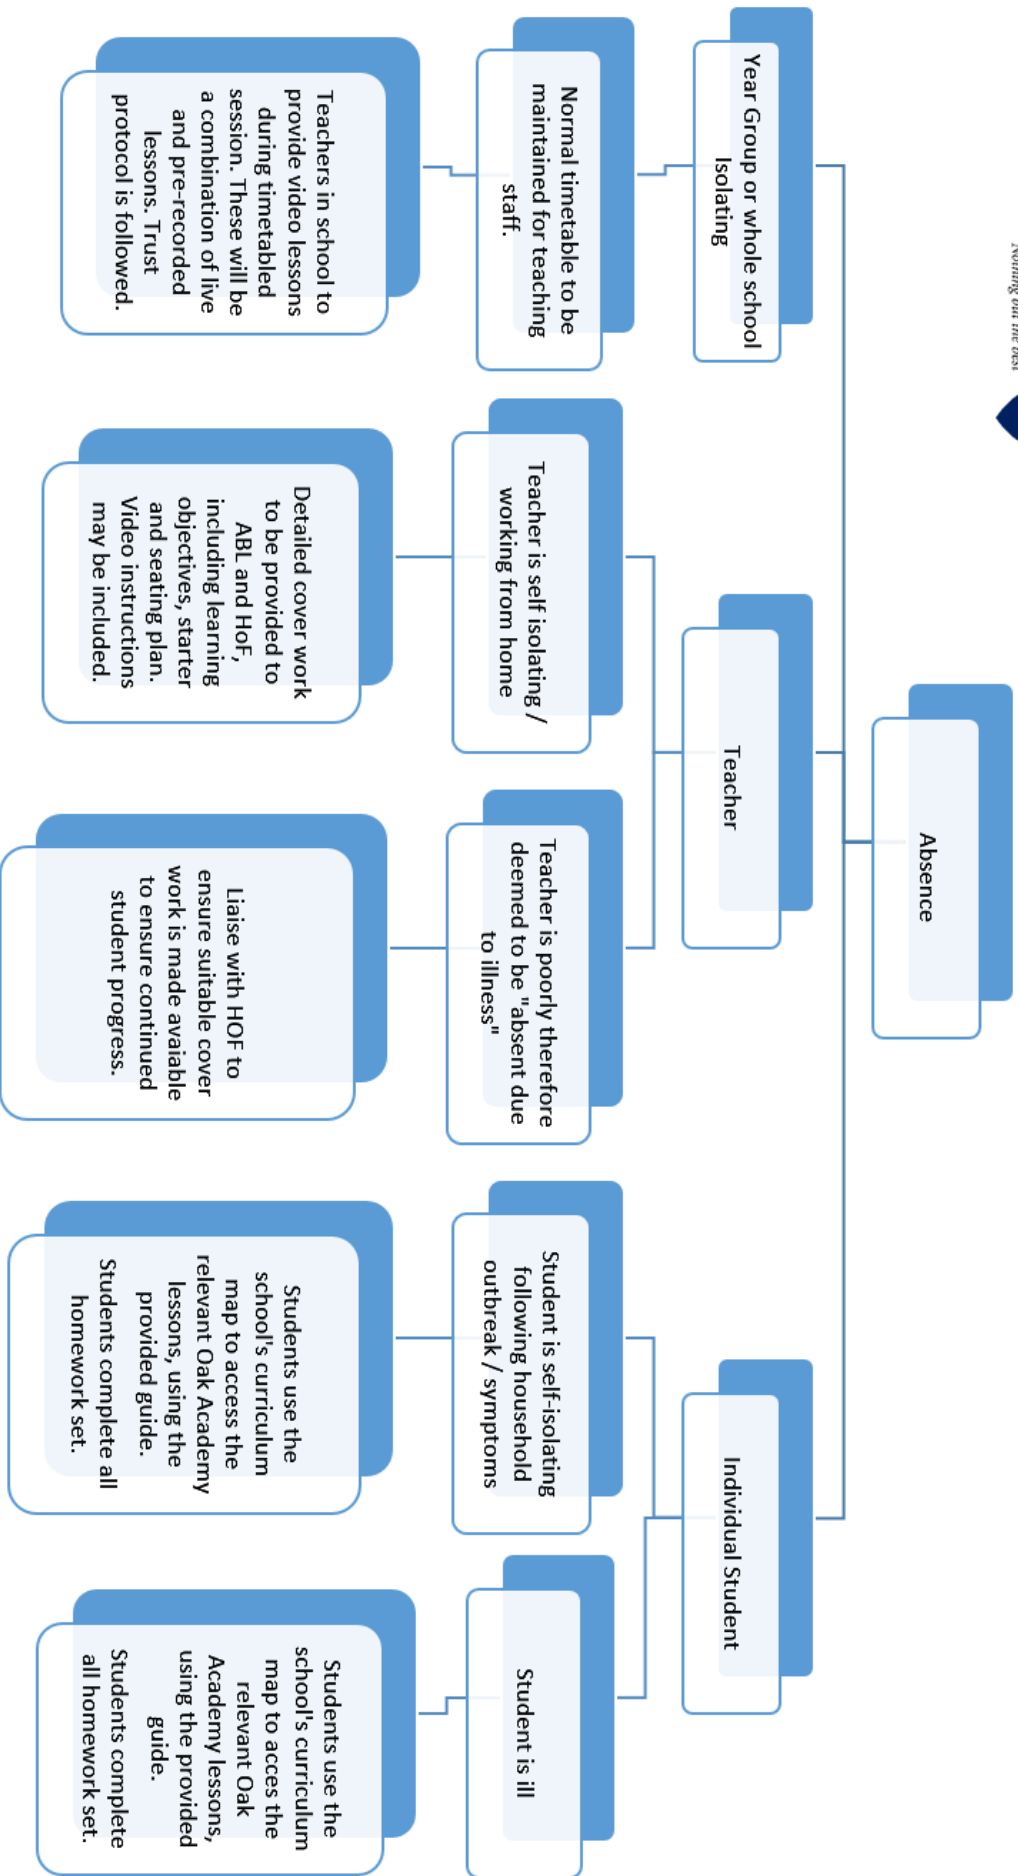 Nothing but the best
Absence
Year Group or whole school
Isolating
Teacher
Individual Student
Normal timetable to be
maintained for teaching
staff.
Teacher is self isolating /
working from home
Teacher is poorly therefore
deemed to be "absent due
to illness"
Student is self-isolating
following household
outbreak / symptoms
Student is ill
Teachers in school to
provide video lessons
during timetabled
session. These will be
a combination of live
and pre-recorded
lessons. Trust
protocol is followed.
Detailed cover work
to be provided to
ABL and HoF,
including learning
objectives, starter
and seating plan.
Video instructions
may be included.
Liaise with HOF to
ensure suitable cover
work is made avaiable
to ensure continued
student progress.
Students use the
school's curriculum
map to access the
relevant Oak Academy
lessons, using the
provided guide.
Students complete all
homework set.
Students use the
school's curriculum
map to acces the
relevant Oak
Academy lessons,
using the provided
guide.
Students complete
all homework set.